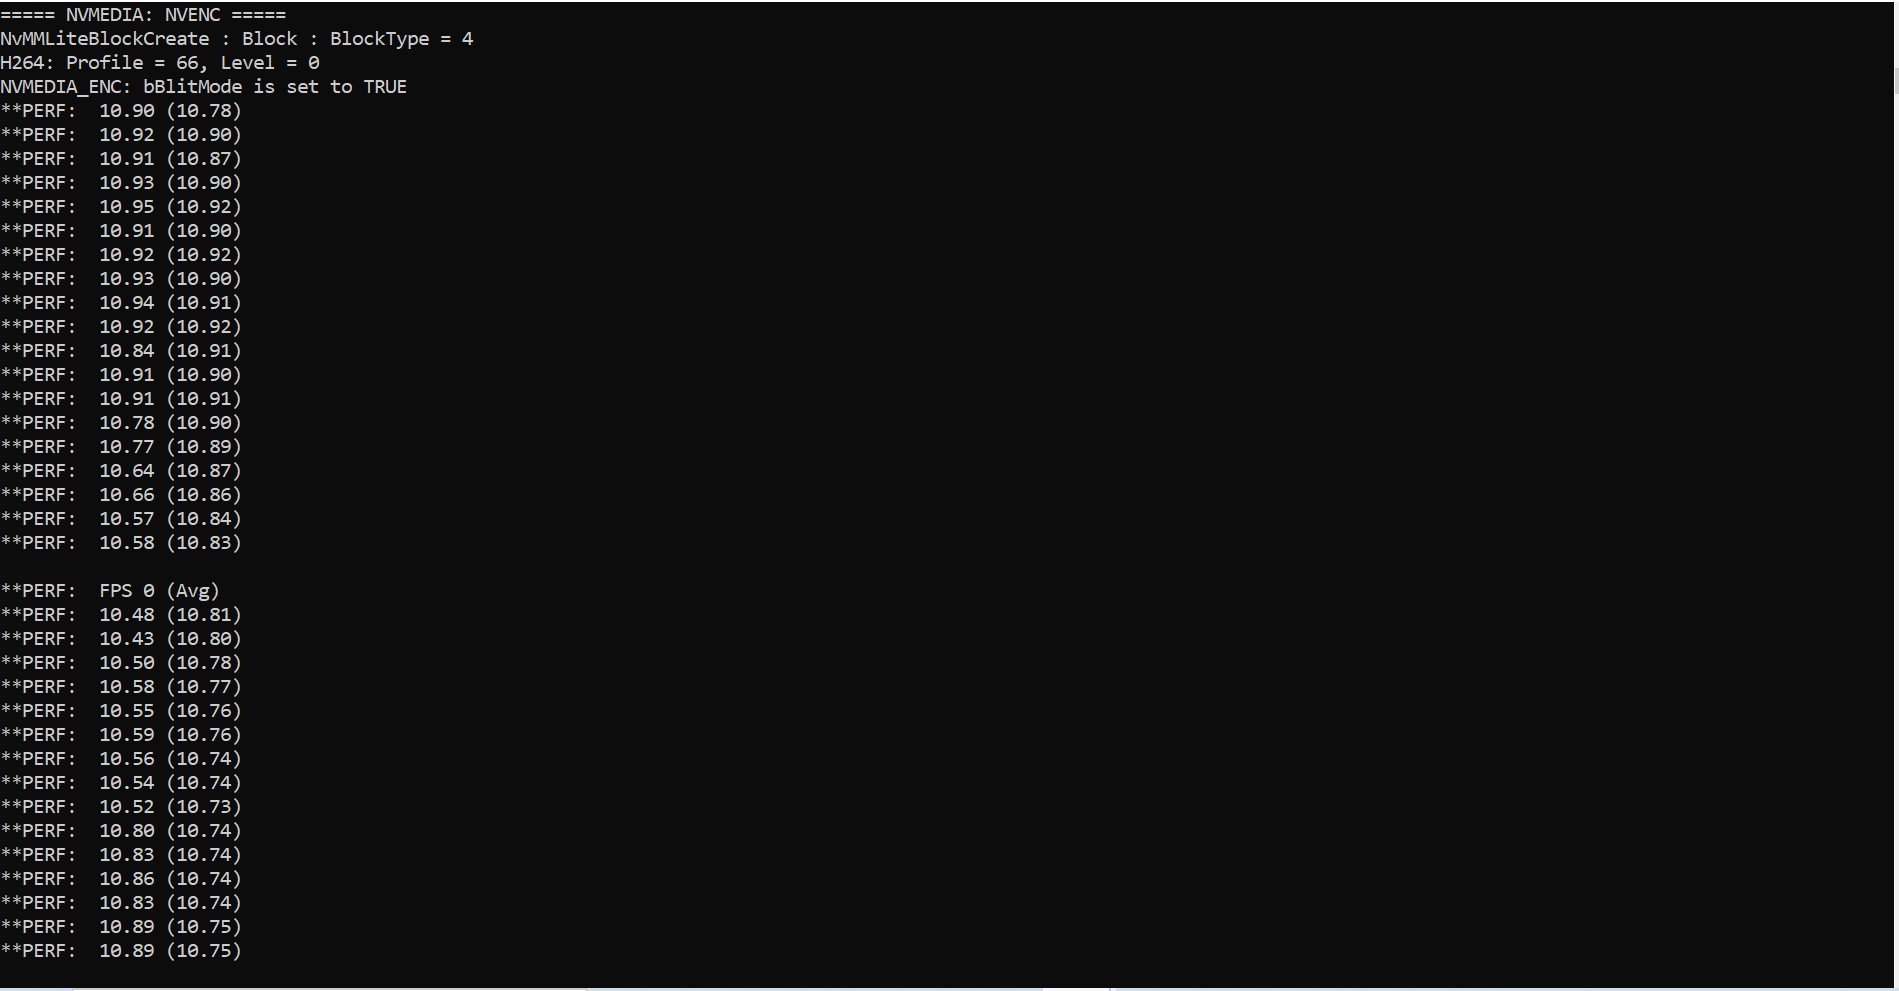 ===== NVMEDIA: NVENC =====
NvMMLiteBlockCreate : Block : BlockType = 4
H264: Profile = 66, Level = 0
NVMEDIA_ENC: bBlitMode is set to TRUE
**PERF:  10.90 (10.78)
**PERF:  10.92 (10.90)
**PERF:  10.91 (10.87)
**PERF:  10.93 (10.90)
**PERF:  10.95 (10.92)
**PERF:  10.91 (10.90)
**PERF:  10.92 (10.92)
**PERF:  10.93 (10.90)
**PERF:  10.94 (10.91)
**PERF:  10.92 (10.92)
**PERF:  10.84 (10.91)
**PERF:  10.91 (10.90)
**PERF:  10.91 (10.91)
**PERF:  10.78 (10.90)
**PERF:  10.77 (10.89)
**PERF:  10.64 (10.87)
**PERF:  10.66 (10.86)
**PERF:  10.57 (10.84)
**PERF:  10.58 (10.83)
**PERF:  FPS 0 (Avg)
**PERF:  10.48 (10.81)
**PERF:  10.43 (10.80)
**PERF:  10.50 (10.78)
**PERF:  10.58 (10.77)
**PERF:  10.55 (10.76)
**PERF:  10.59 (10.76)
**PERF:  10.56 (10.74)
**PERF:  10.54 (10.74)
**PERF:  10.52 (10.73)
**PERF:  10.80 (10.74)
**PERF:  10.83 (10.74)
**PERF:  10.86 (10.74)
**PERF:  10.83 (10.74)
**PERF:  10.89 (10.75)
**PERF:  10.89 (10.75)